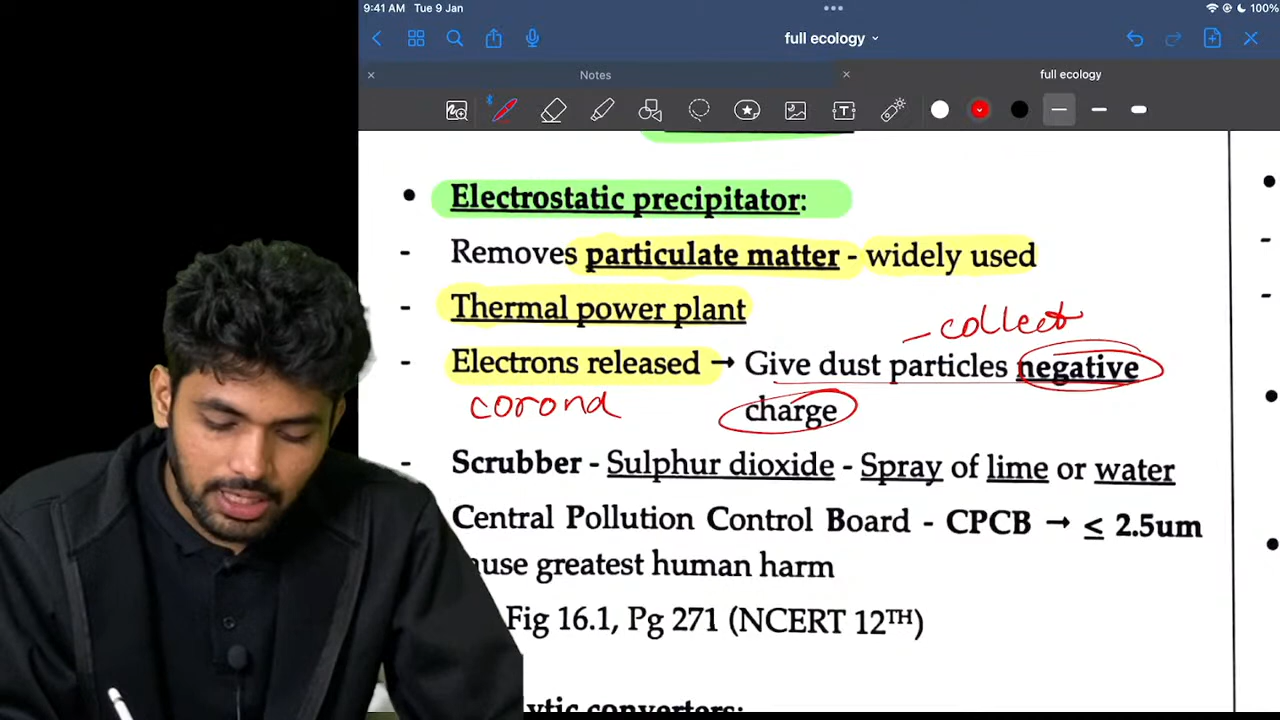 9:41 AM Tue 9 Jan
100%
full ecology
Notes
full ecology
• Electrostatic precipitator:
- Removes particulate matter - widely used
- Thermal power plant
- collect
- Electrons released → Give dust particles negative
corona
charge
- Scrubber - Sulphur dioxide - Spray of lime or water
Central Pollution Control Board - CPCB → ≤ 2.5um
use greatest human harm
Fig 16.1, Pg 271 (NCERT 12TH)
lytic converters: